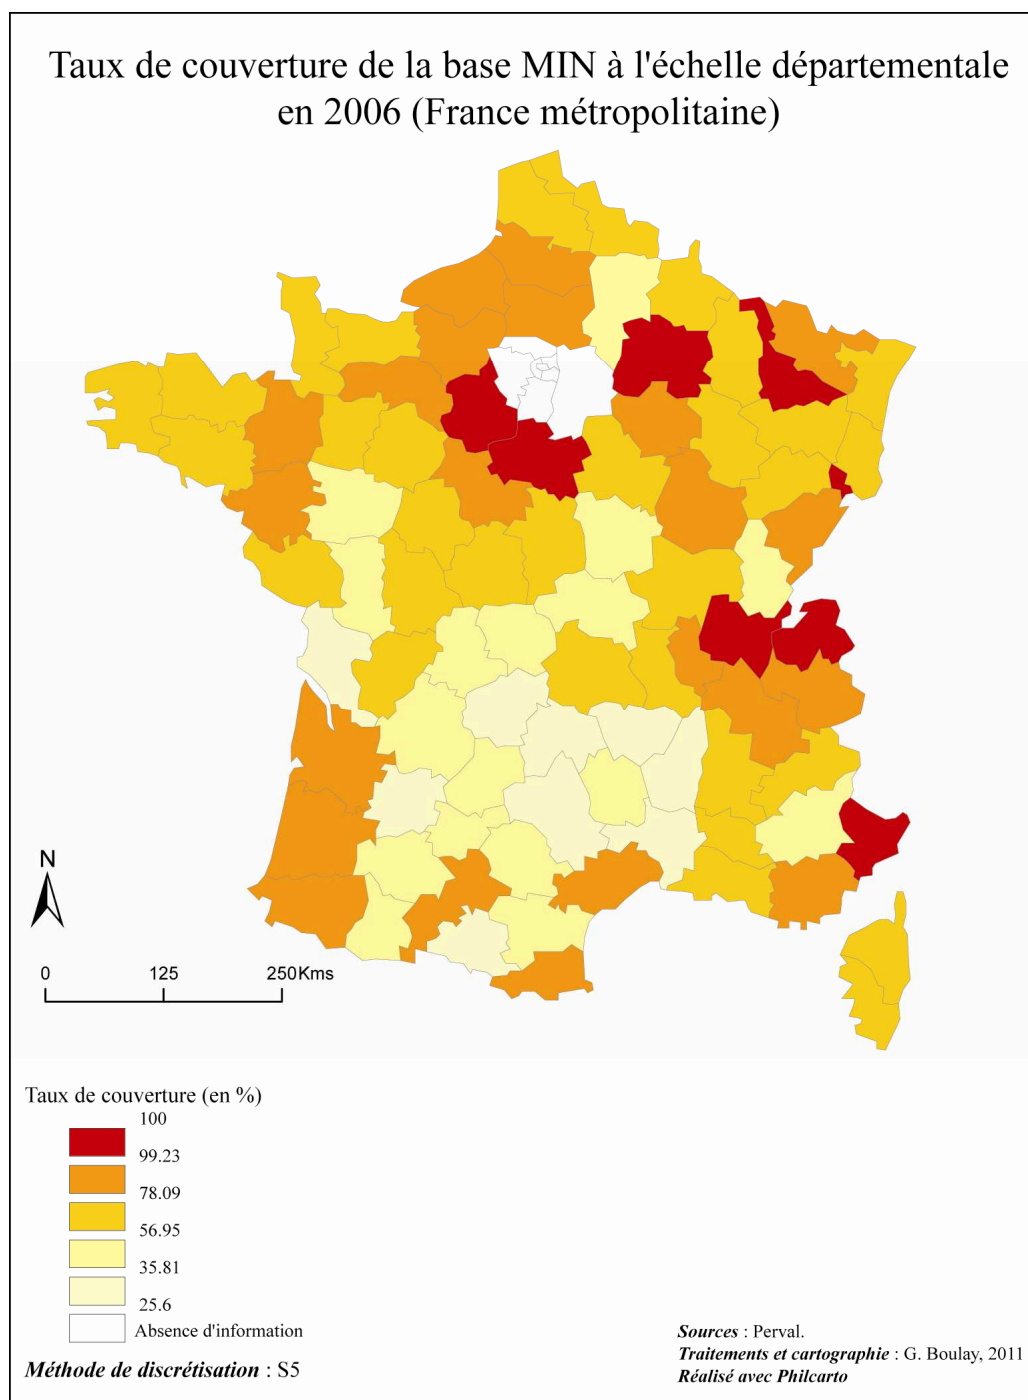 Taux de couverture de la base MIN à l'échelle départementale
en 2006 (France métropolitaine)
N
0 125 250Kms
Taux de couverture (en %)
100
99.23
78.09
56.95
35.81
25.6
Absence d'information
Méthode de discrétisation : S5
Sources : Perval.
Traitements et cartographie : G. Boulay, 2011
Réalisé avec Philcarto